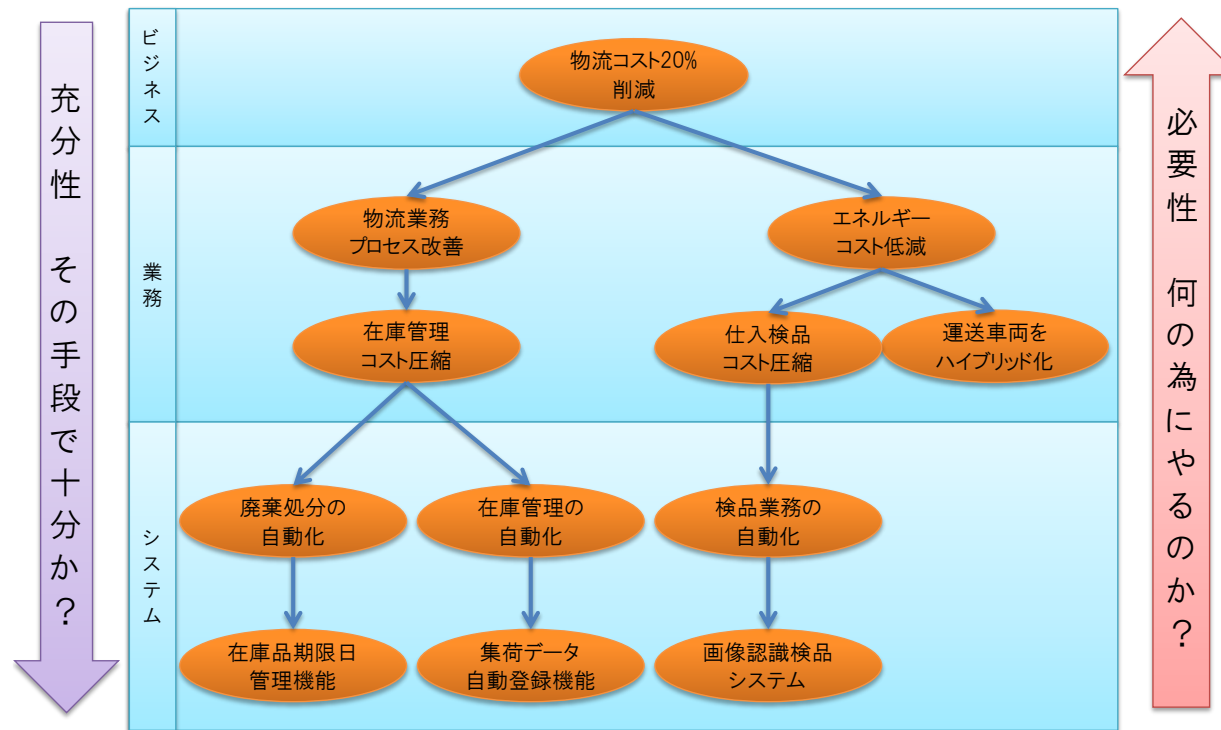 充分性 その手段で十分か？
ビジネス
物流コスト20%
削減
業務
物流業務
プロセス改善
エネルギー
コスト低減
在庫管理
コスト圧縮
仕入検品
コスト圧縮
運送車両を
ハイブリッド化
システム
廃棄処分の
自動化
在庫管理の
自動化
検品業務の
自動化
在庫品期限日
管理機能
集荷データ
自動登録機能
画像認識検品
システム
必要性 何の為にやるのか？